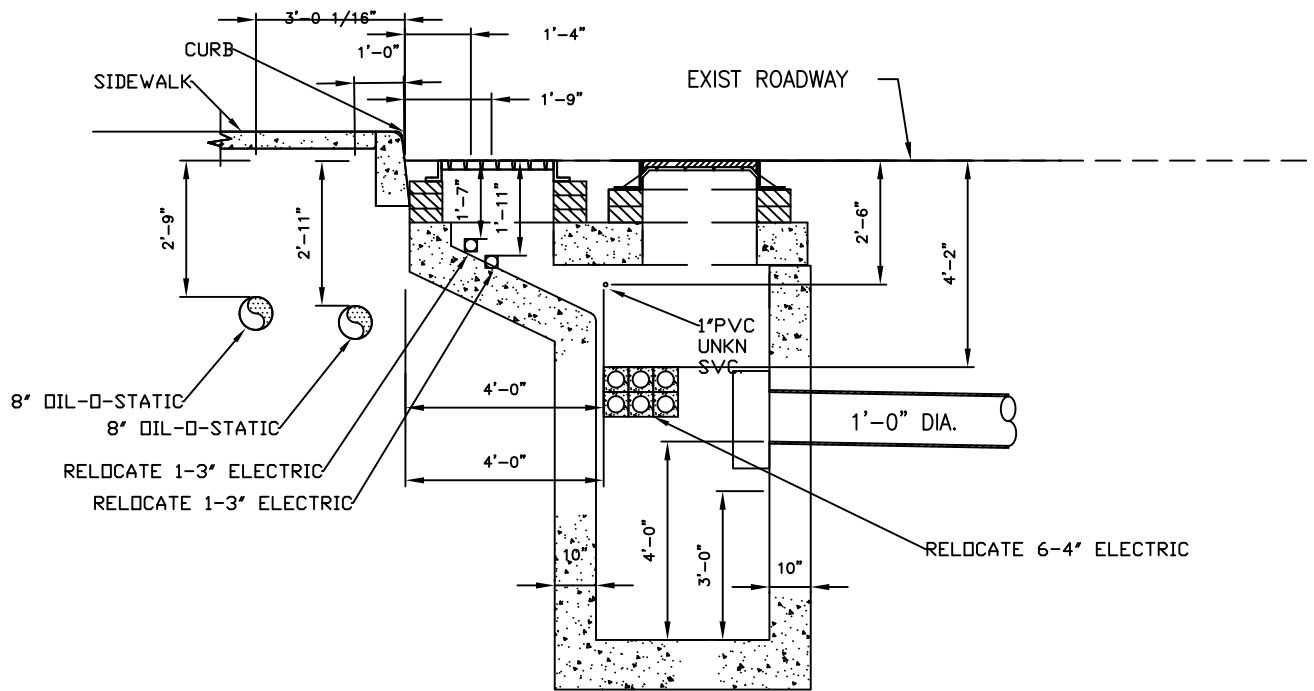 3'-0 1/16"
1'-4"
CURB
1'-0"
SIDEWALK
EXIST ROADWAY
1'-9"
2'-9"
2'-11"
1'-7"
1'-11"
2'-6"
4'-2"
1"PVC
UNKN
SVC
8" OIL-O-STATIC
8" OIL-O-STATIC
4'-0"
1'-0" DIA.
RELOCATE 1-3" ELECTRIC
4'-0"
RELOCATE 1-3" ELECTRIC
4'-0"
3'-0"
RELOCATE 6-4" ELECTRIC
10"
10"